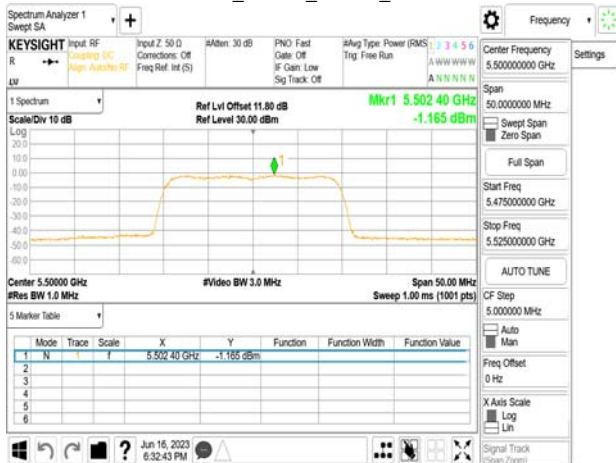 Spectrum Analyzer 1
Swept SA
Frequency
Settings
KEYSIGHT
Input: RF
Coupling: DC
Align: Auto/No RF
Input Z: 50 Ω
Corrections: Off
Freq Ref: Int (S)
#Atten: 30 dB
PNO: Fast
Gate: Off
IF Gain: Low
Sig Track: Off
#Avg Type: Power (RMS
Trig: Free Run
1 2 3 4 5 6
A W W W W W
A N N N N N
LXI
1 Spectrum
Scale/Div 10 dB
Ref Lvl Offset 11.80 dB
Ref Level 30.00 dBm
Mkr1 5.502 40 GHz
-1.165 dBm
Log
20.0
10.0
0.00
-10.0
-20.0
-30.0
-40.0
-50.0
-60.0
1
Center 5.50000 GHz
#Res BW 1.0 MHz
#Video BW 3.0 MHz
Span 50.00 MHz
Sweep 1.00 ms (1001 pts)
5 Marker Table
Mode Trace Scale X Y Function Function Width Function Value
1 N 1 f 5.502 40 GHz -1.165 dBm
2
3
4
5
6
Jun 16, 2023
6:32:43 PM
Center Frequency
5.500000000 GHz
Span
50.0000000 MHz
Swept Span
Zero Span
Full Span
Start Freq
5.475000000 GHz
Stop Freq
5.525000000 GHz
AUTO TUNE
CF Step
5.000000 MHz
Auto
Man
Freq Offset
0 Hz
X Axis Scale
Log
Lin
Signal Track
(Span Zoom)